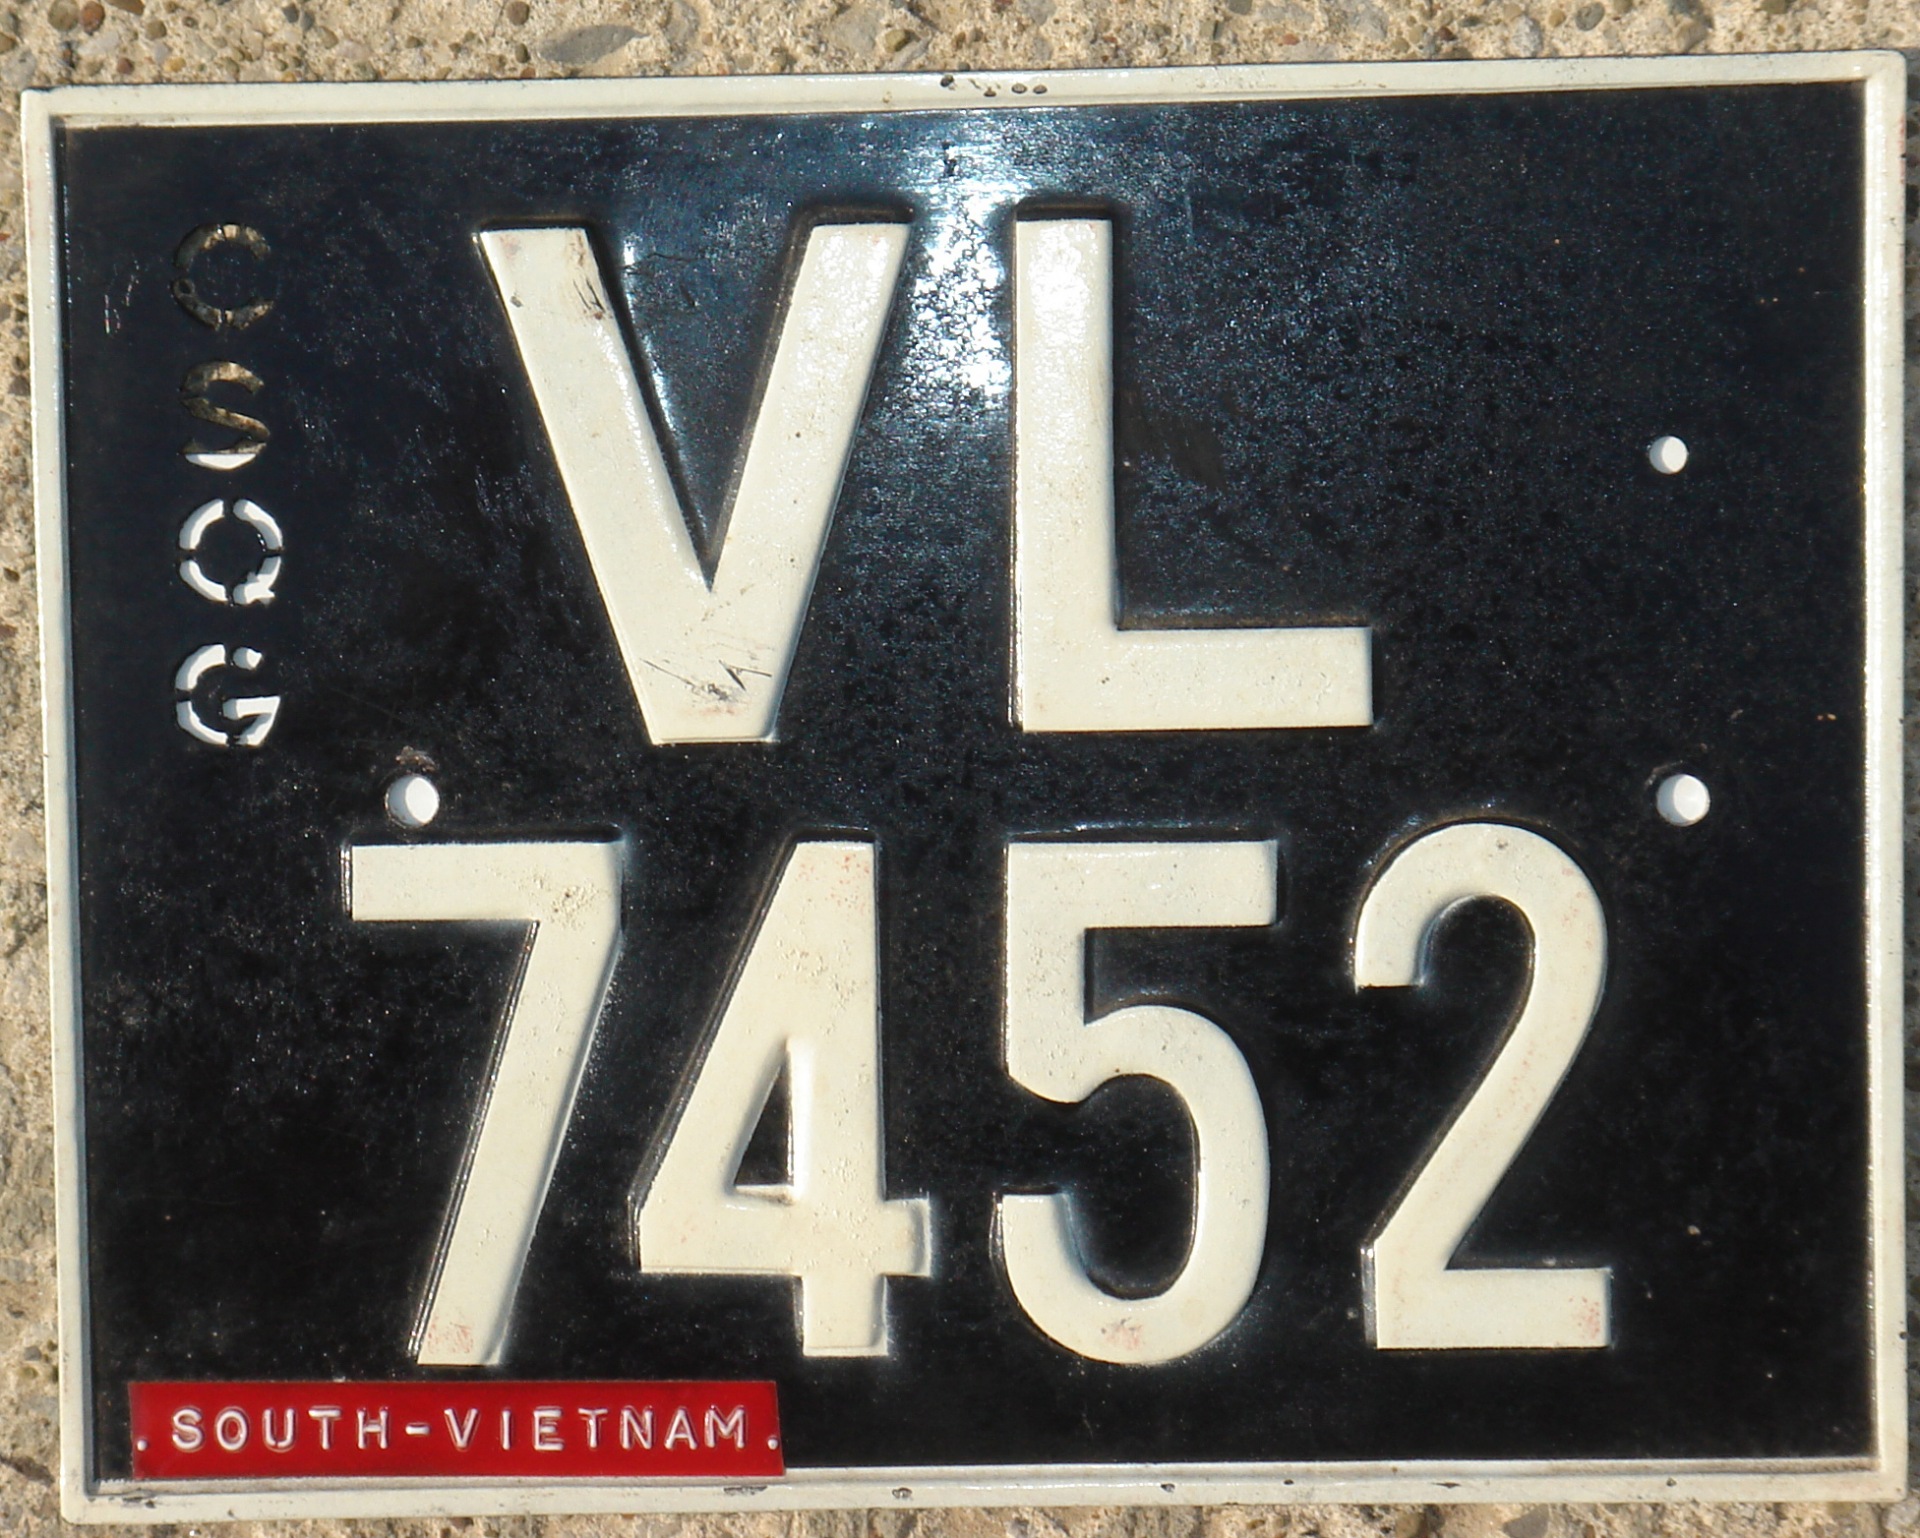 CSQG
VL
7452
SOUTH-VIETNAM